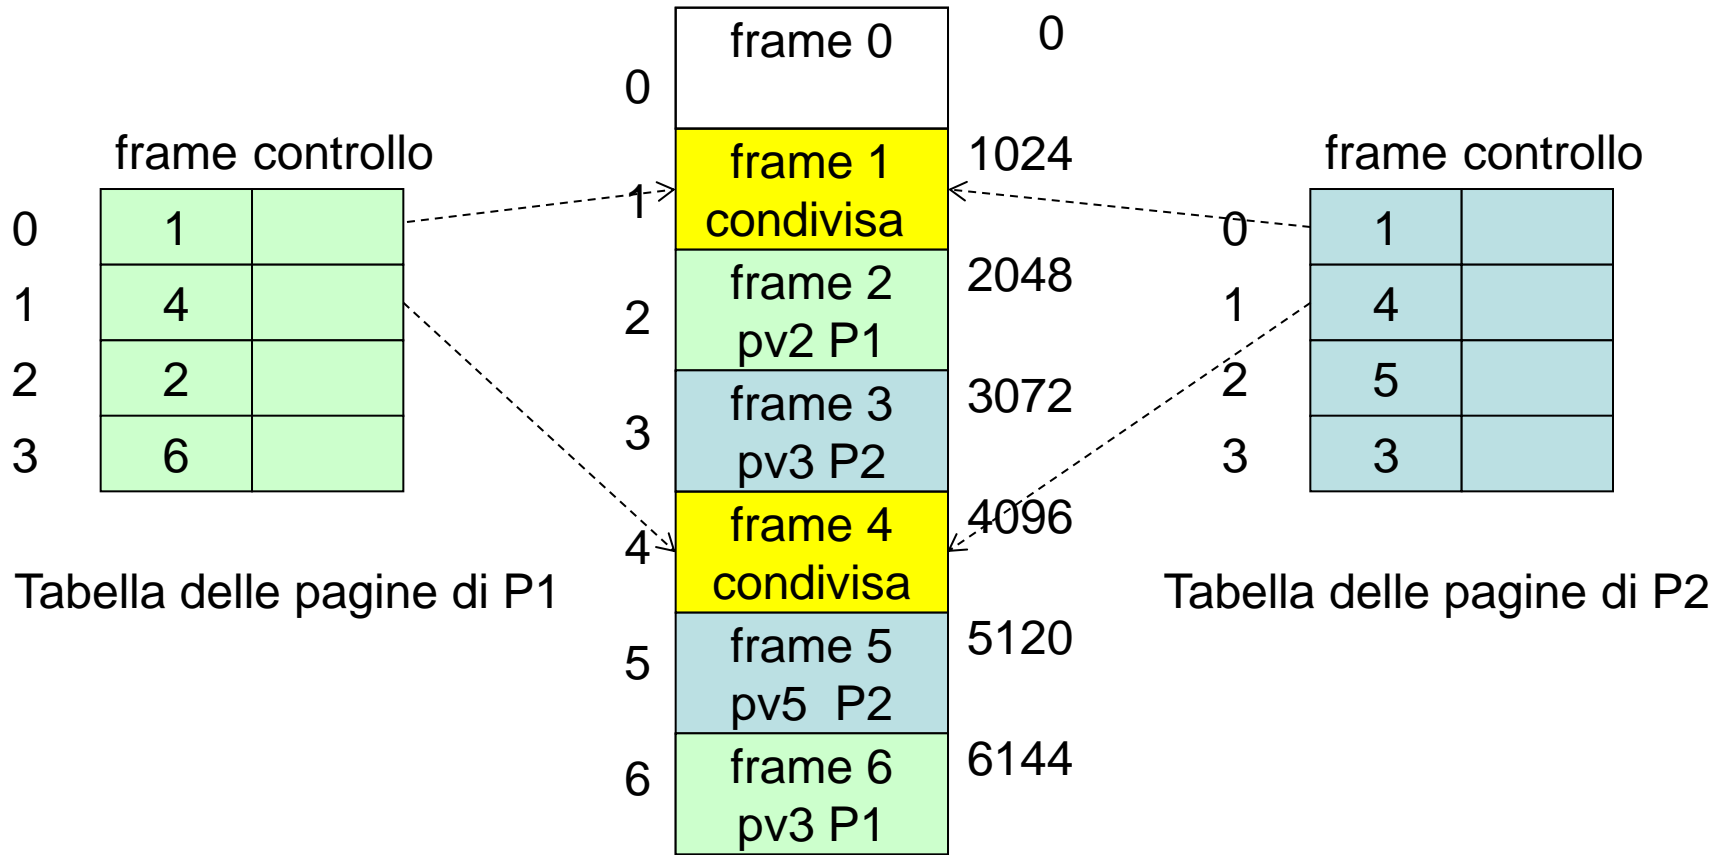 frame controllo
0 1
1 4
2 2
3 6
Tabella delle pagine di P1
0
1
2
3
4
5
6
frame 0
frame 1
condivisa
frame 2
pv2 P1
frame 3
pv3 P2
frame 4
condivisa
frame 5
pv5 P2
frame 6
pv3 P1
0
1024
2048
3072
4096
5120
6144
frame controllo
0 1
1 4
2 5
3 3
Tabella delle pagine di P2